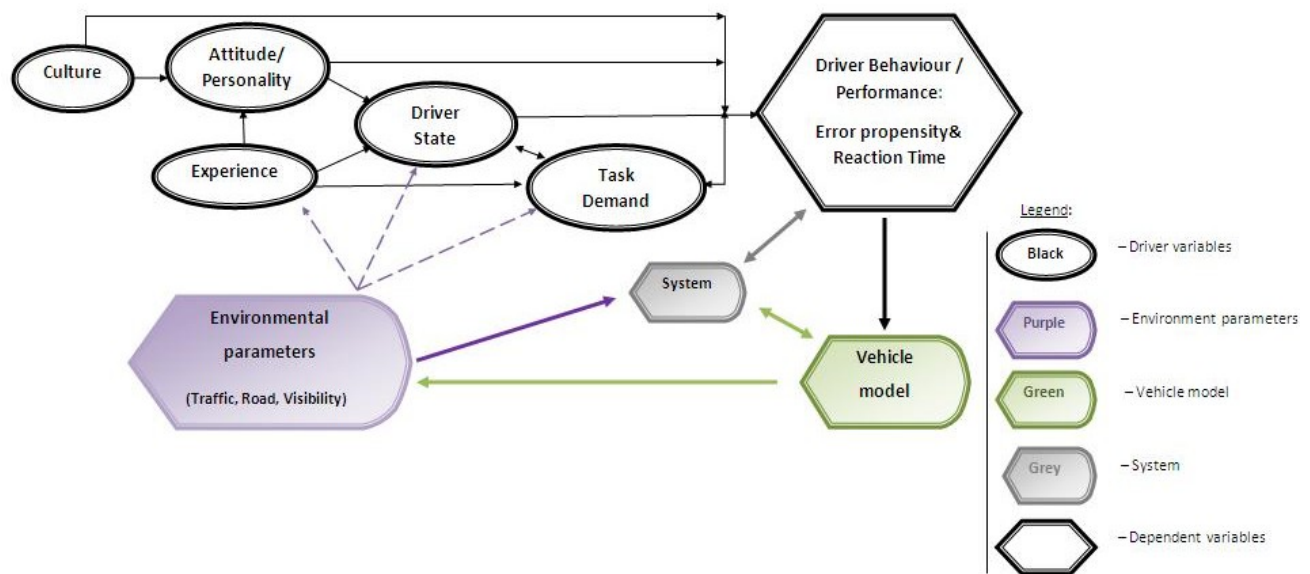 Culture
Attitude/
Personality
Driver
State
Experience
Task
Demand
Driver Behaviour /
Performance:
Error propensity&
Reaction Time
System
Environmental
parameters
(Traffic, Road, Visibility)
Vehicle
model
Legend:
Black
– Driver variables
Purple
– Environment parameters
Green
– Vehicle model
Grey
– System
– Dependent variables